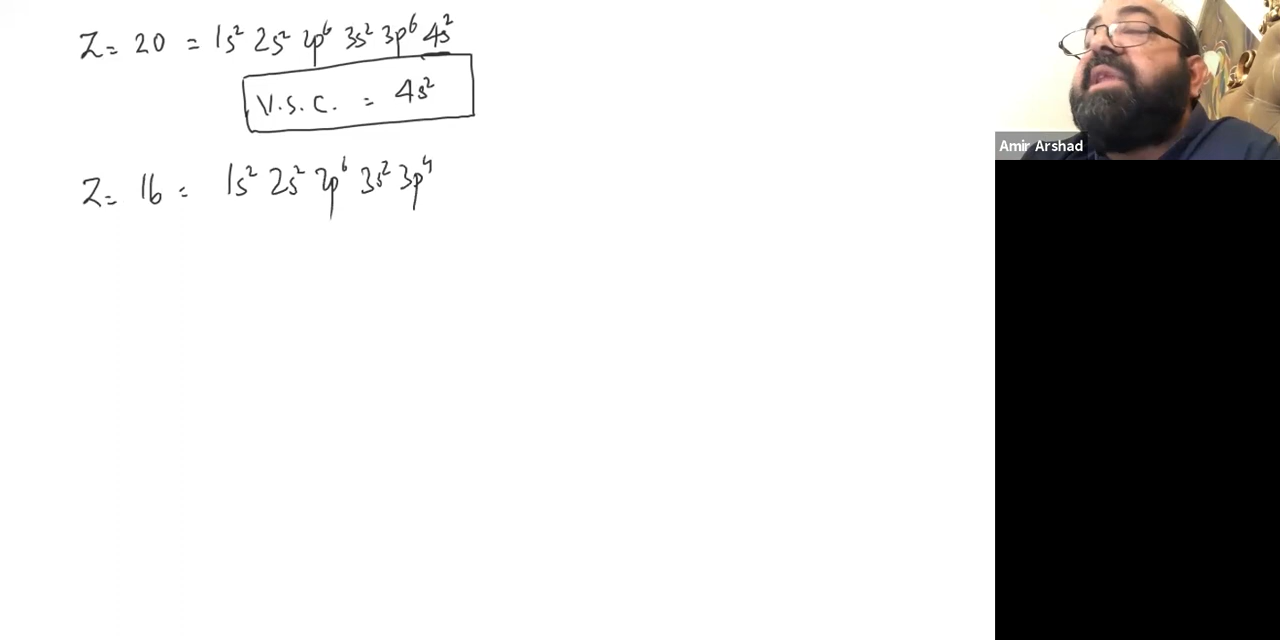 Z = 20 = 1s² 2s² 2p⁶ 3s² 3p⁶ 4s²
V.S.C. = 4s²
Z = 16 = 1s² 2s² 2p⁶ 3s² 3p⁴
Amir Arshad